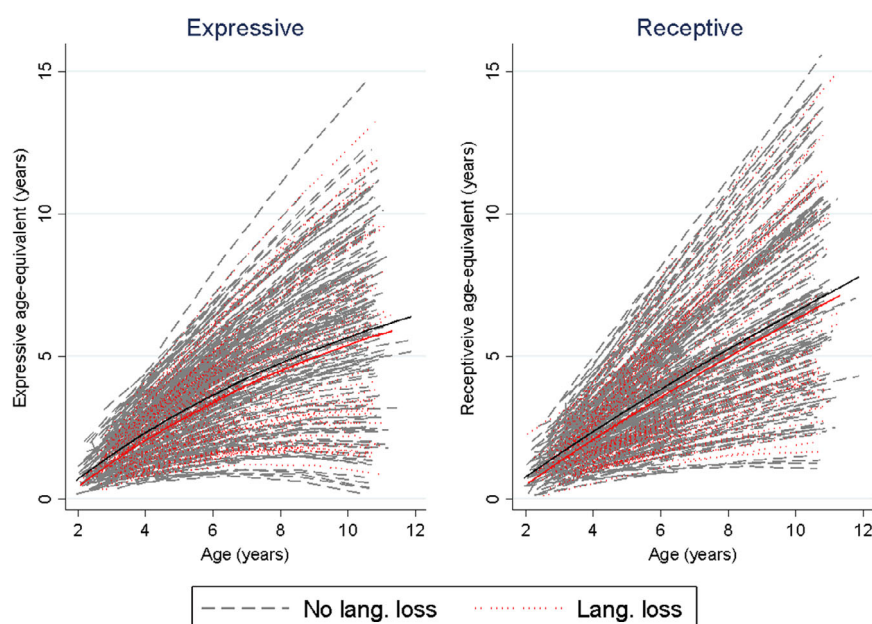 Expressive
Receptive
Expressive age-equivalent (years)
15
10
5
0
2 4 6 8 10 12
Age (years)
Receptiveive age-equivalent (years)
15
10
5
0
2 4 6 8 10 12
Age (years)
No lang. loss Lang. loss